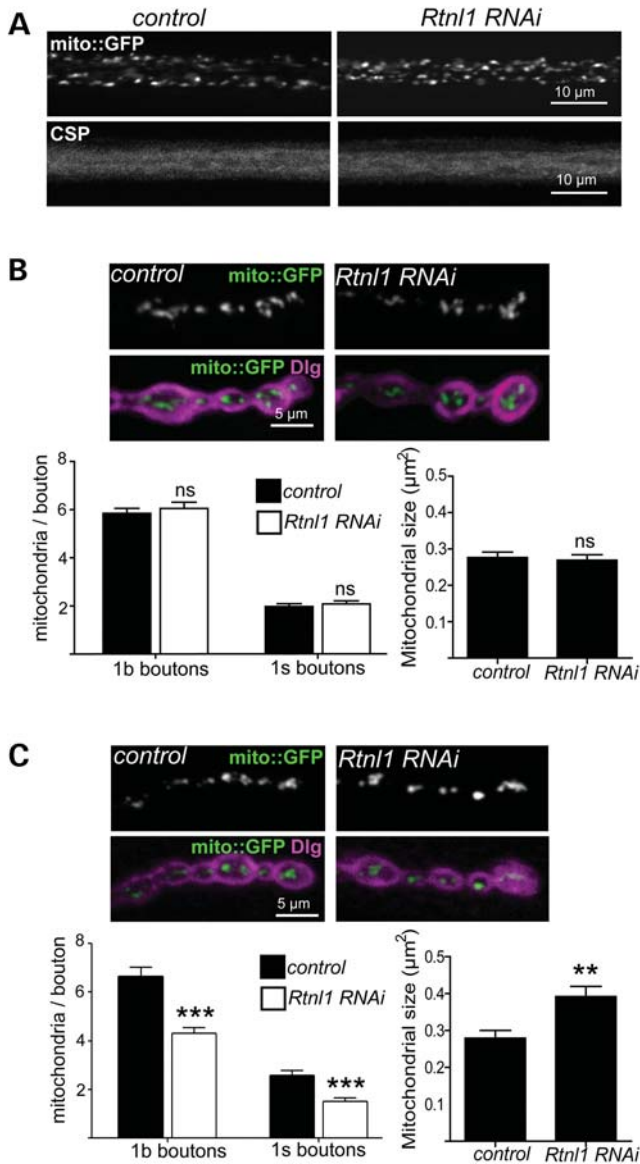 A
control
Rtnl1 RNAi
mito::GFP
10 µm
CSP
10 µm
B
control
mito::GFP
Rtnl1 RNAi
mito::GFP Dlg
5 µm
mitochondria / bouton
8
6
4
2
ns
ns
control
Rtnl1 RNAi
1b boutons
1s boutons
Mitochondrial size (µm²)
0.5
0.4
0.3
0.2
0.1
ns
control
Rtnl1 RNAi
C
control
mito::GFP
Rtnl1 RNAi
mito::GFP Dlg
5 µm
mitochondria / bouton
8
6
4
2
***
***
control
Rtnl1 RNAi
1b boutons
1s boutons
Mitochondrial size (µm²)
0.5
0.4
0.3
0.2
0.1
**
control
Rtnl1 RNAi